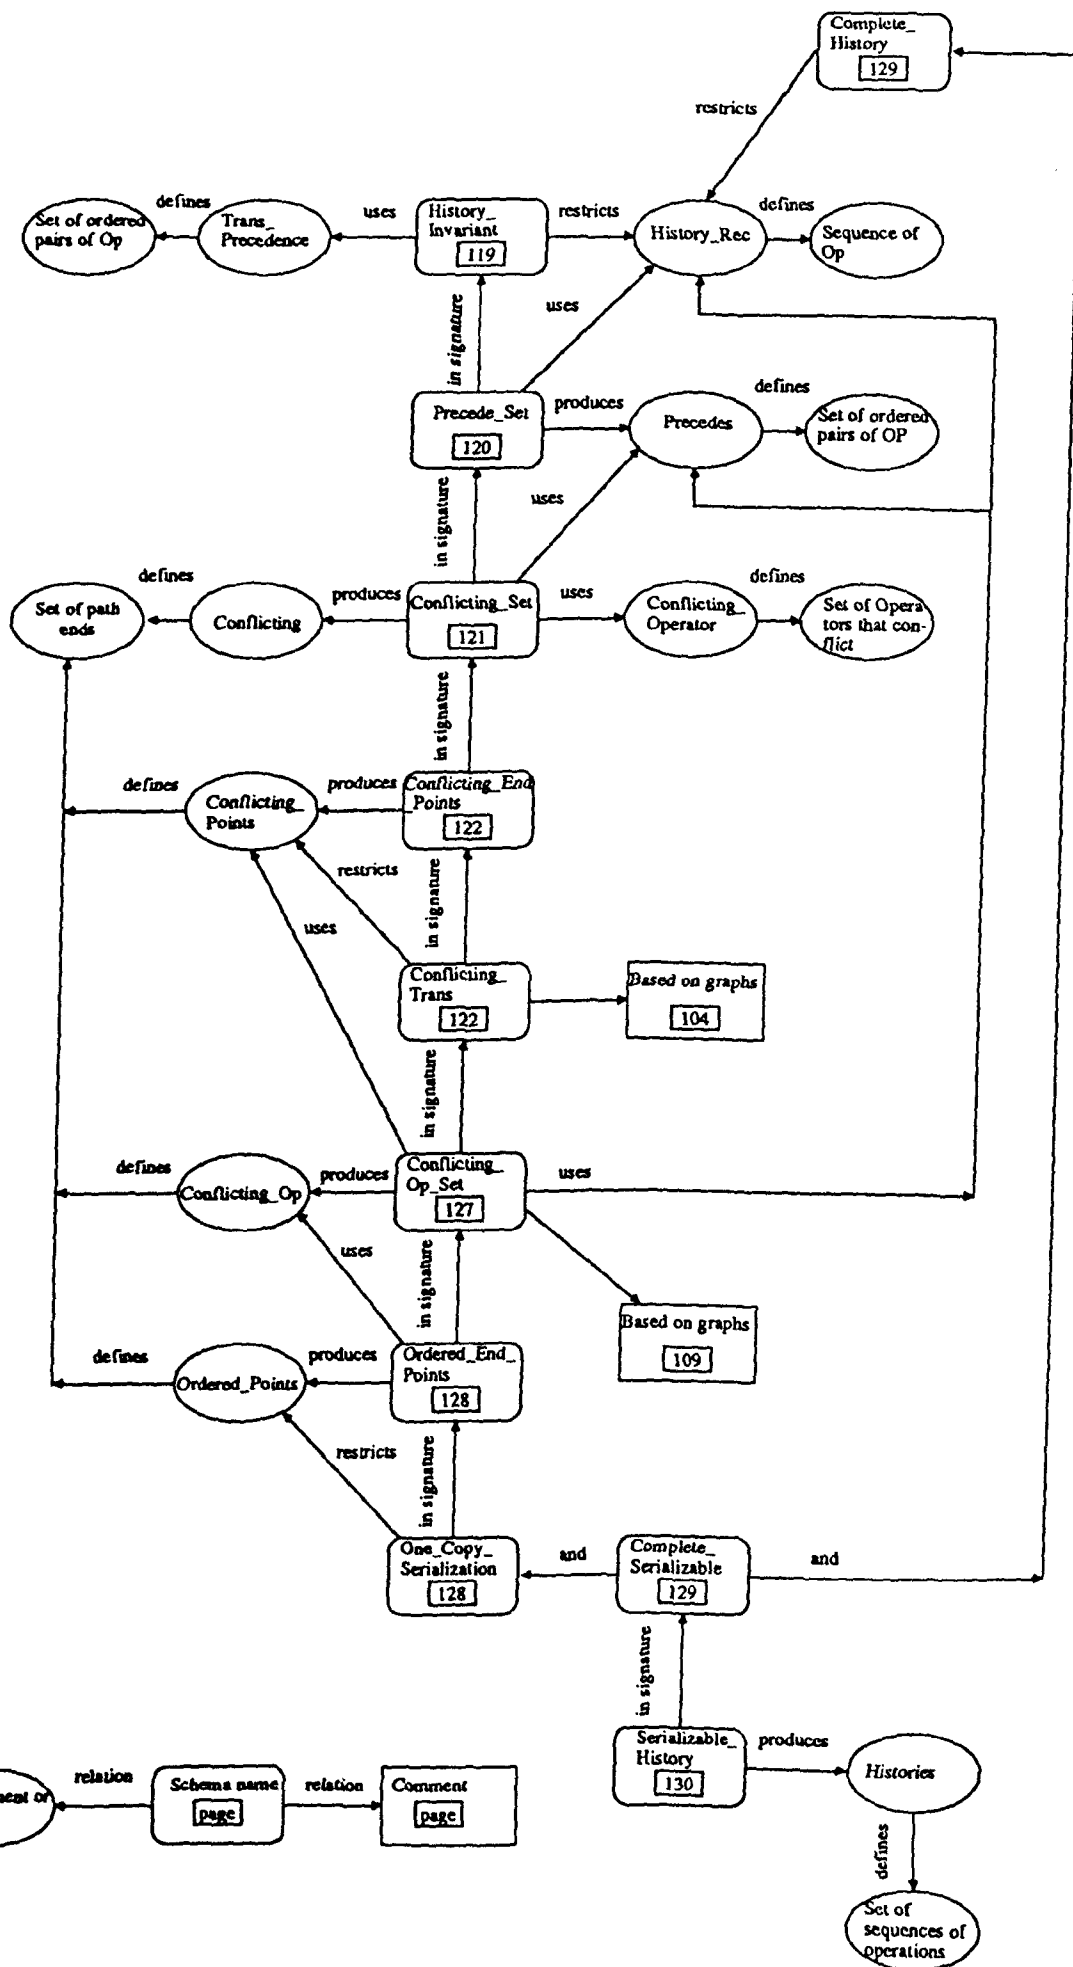 Complete_
History
129
restricts
Set of ordered
pairs of Op
defines
Trans_
Precedence
uses
History_
Invariant
119
restricts
History_Rec
defines
Sequence of
Op
in signature
uses
Precede_Set
120
produces
Precedes
defines
Set of ordered
pairs of OP
in signature
uses
Set of path
ends
defines
Conflicting
produces
Conflicting_Set
121
uses
Conflicting_
Operator
defines
Set of Opera
tors that con-
flict
in signature
defines
Conflicting_
Points
produces
Conflicting_End
_Points
122
restricts
in signature
uses
Conflicting_
Trans
122
Based on graphs
104
in signature
defines
Conflicting_Op
produces
Conflicting_
Op_Set
127
uses
uses
in signature
Based on graphs
109
defines
Ordered_Points
produces
Ordered_End_
Points
128
restricts
in signature
One_Copy_
Serialization
128
and
Complete_
Serializable
129
and
in signature
Serializable_
History
130
produces
Histories
defines
Set of
sequences of
operations
relation
Schema name
page
relation
Comment
page